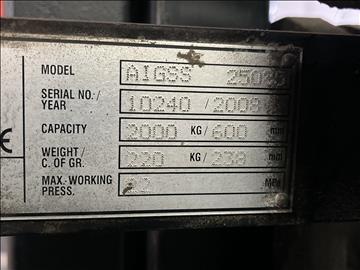 MODEL AIGSS
SERIAL NO./ YEAR 10240 / 2008
CAPACITY 2000 KG/ 600 mm
WEIGHT/ C. OF GR. 220 KG/ mm
MAX. WORKING PRESS. MPa